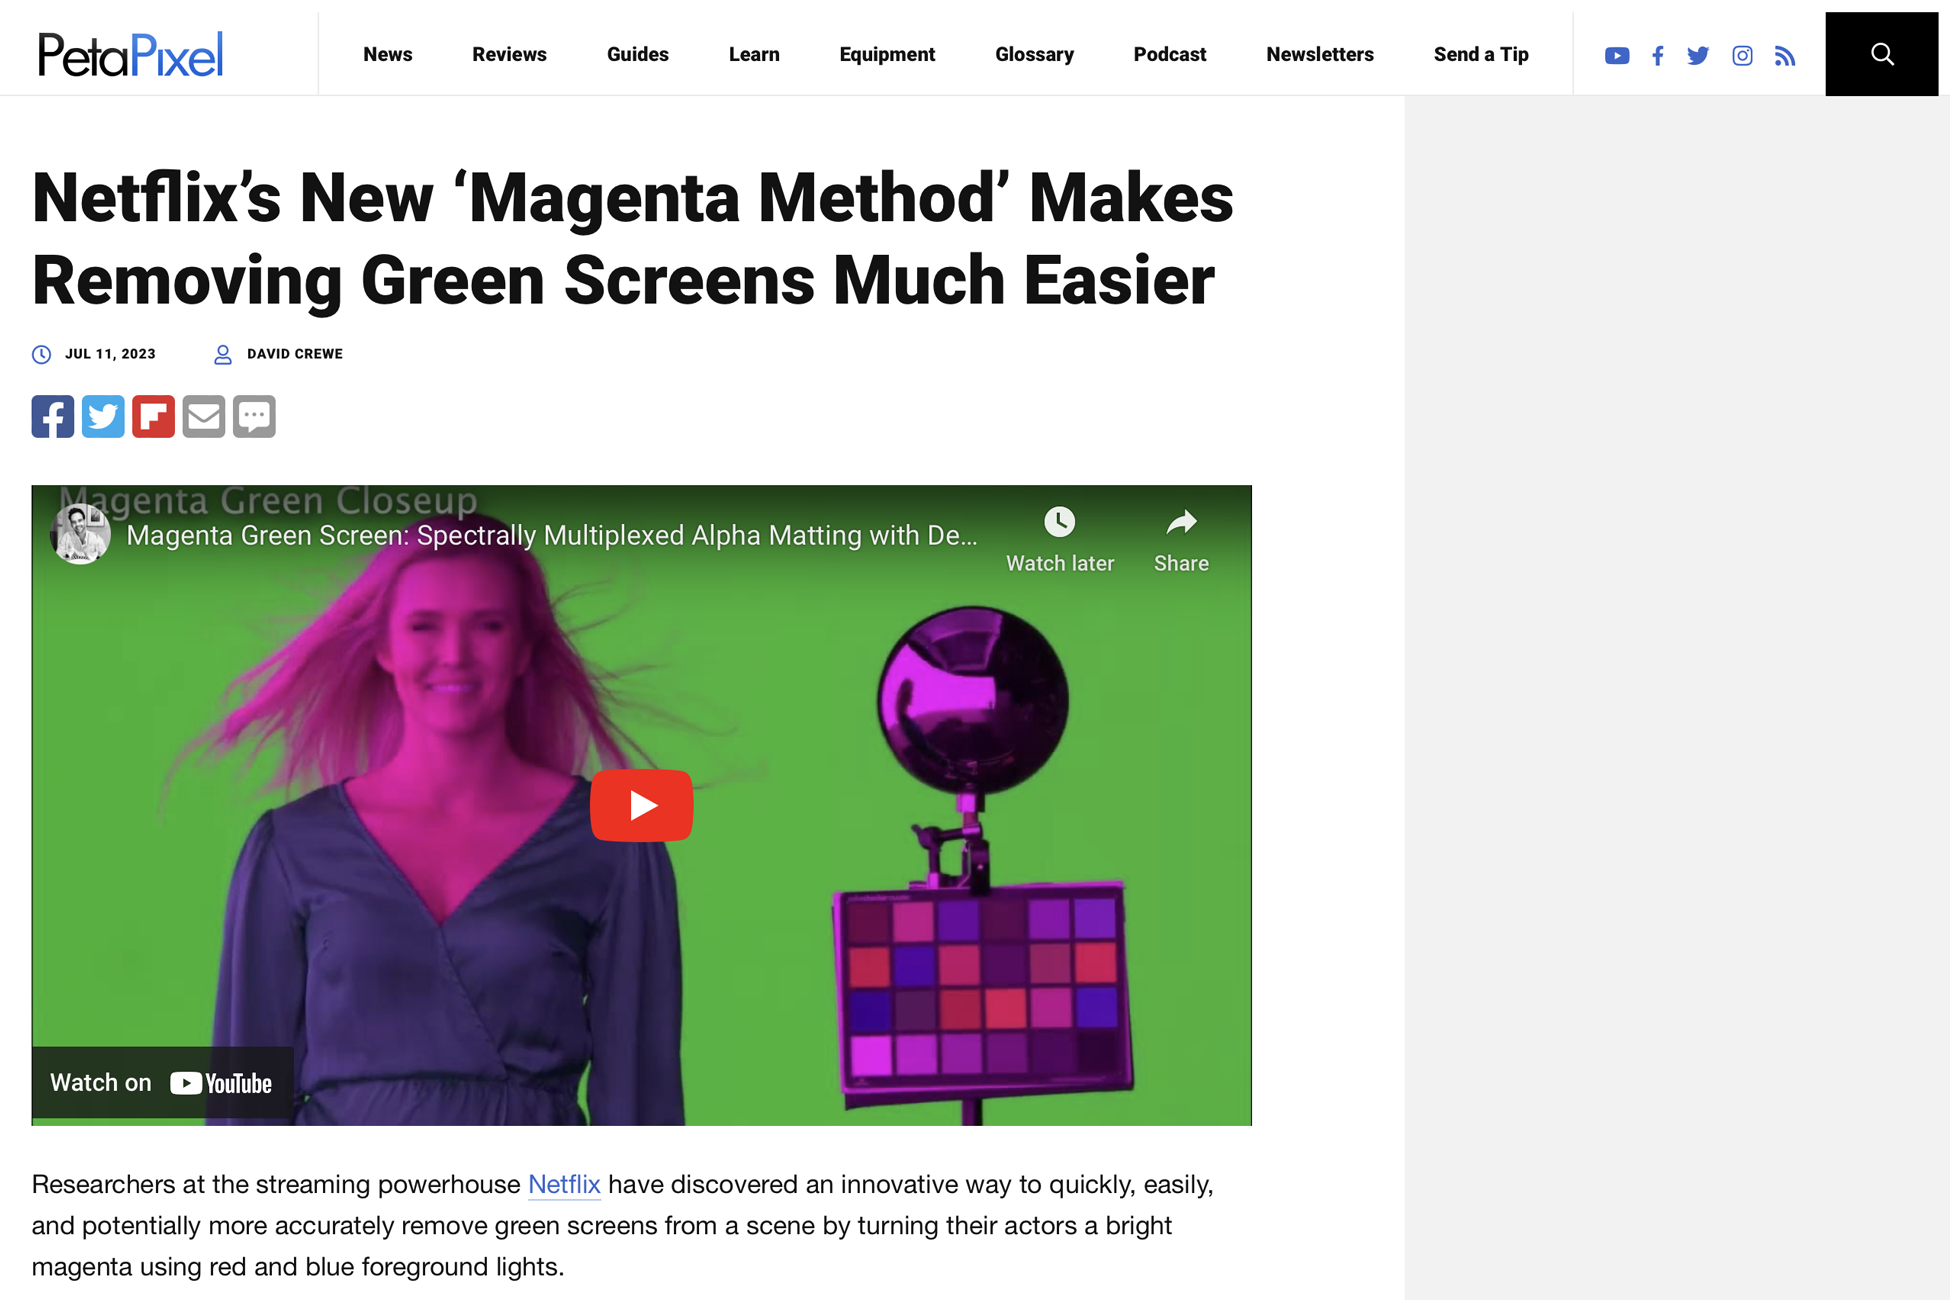 PetaPixel
News Reviews Guides Learn Equipment Glossary Podcast Newsletters Send a Tip
Netflix’s New ‘Magenta Method’ Makes
Removing Green Screens Much Easier
JUL 11, 2023 DAVID CREWE
Magenta Green Closeup
Magenta Green Screen: Spectrally Multiplexed Alpha Matting with De...
Watch later Share
Watch on YouTube
Researchers at the streaming powerhouse Netflix have discovered an innovative way to quickly, easily,
and potentially more accurately remove green screens from a scene by turning their actors a bright
magenta using red and blue foreground lights.